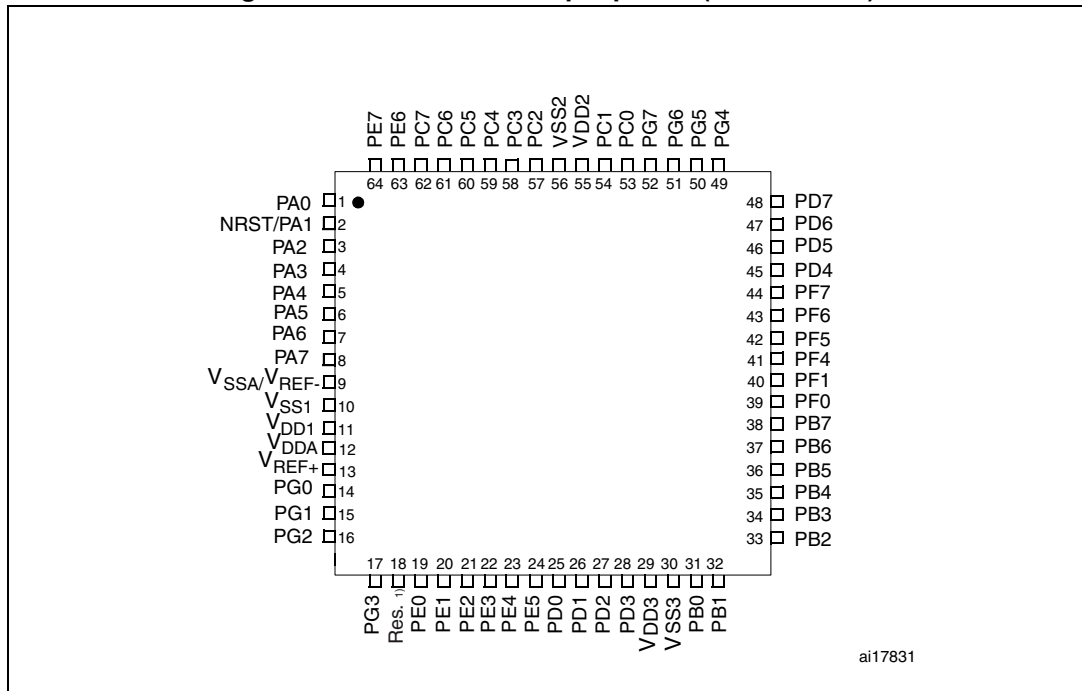 PE7
PE6
PC7
PC6
PC5
PC4
PC3
PC2
VSS2
VDD2
PC1
PC0
PG7
PG6
PG5
PG4
64 63 62 61 60 59 58 57 56 55 54 53 52 51 50 49
PA0 1
NRST/PA1 2
PA2 3
PA3 4
PA4 5
PA5 6
PA6 7
PA7 8
VSSA/VREF- 9
VSS1 10
VDD1 11
VDDA 12
VREF+ 13
PG0 14
PG1 15
PG2 16
48 PD7
47 PD6
46 PD5
45 PD4
44 PF7
43 PF6
42 PF5
41 PF4
40 PF1
39 PF0
38 PB7
37 PB6
36 PB5
35 PB4
34 PB3
33 PB2
17 18 19 20 21 22 23 24 25 26 27 28 29 30 31 32
PG3
Res. 1)
PE0
PE1
PE2
PE3
PE4
PE5
PD0
PD1
PD2
PD3
VDD3
VSS3
PB0
PB1
ai17831